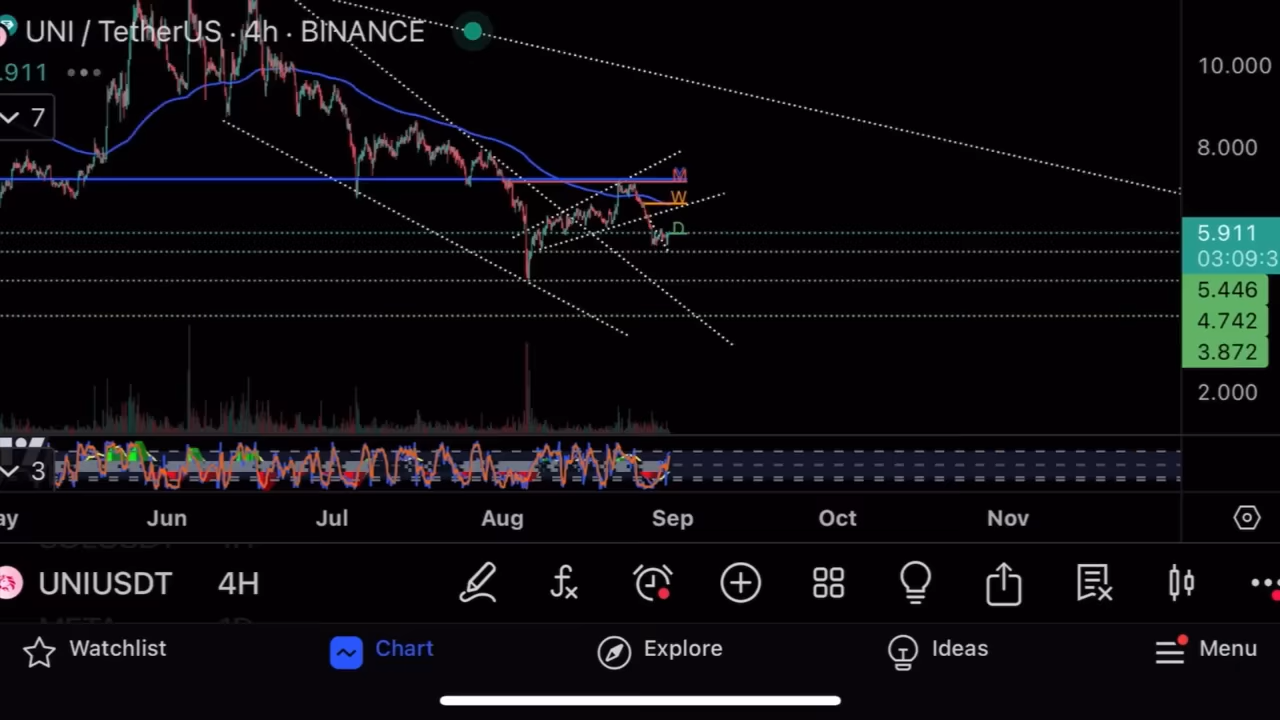 UNI / TetherUS · 4h · BINANCE
.911 •••
7
10.000
8.000
M
W
D
5.911
03:09:3
5.446
4.742
3.872
2.000
3
ay Jun Jul Aug Sep Oct Nov
UNIUSDT 4H
Watchlist Chart Explore Ideas Menu